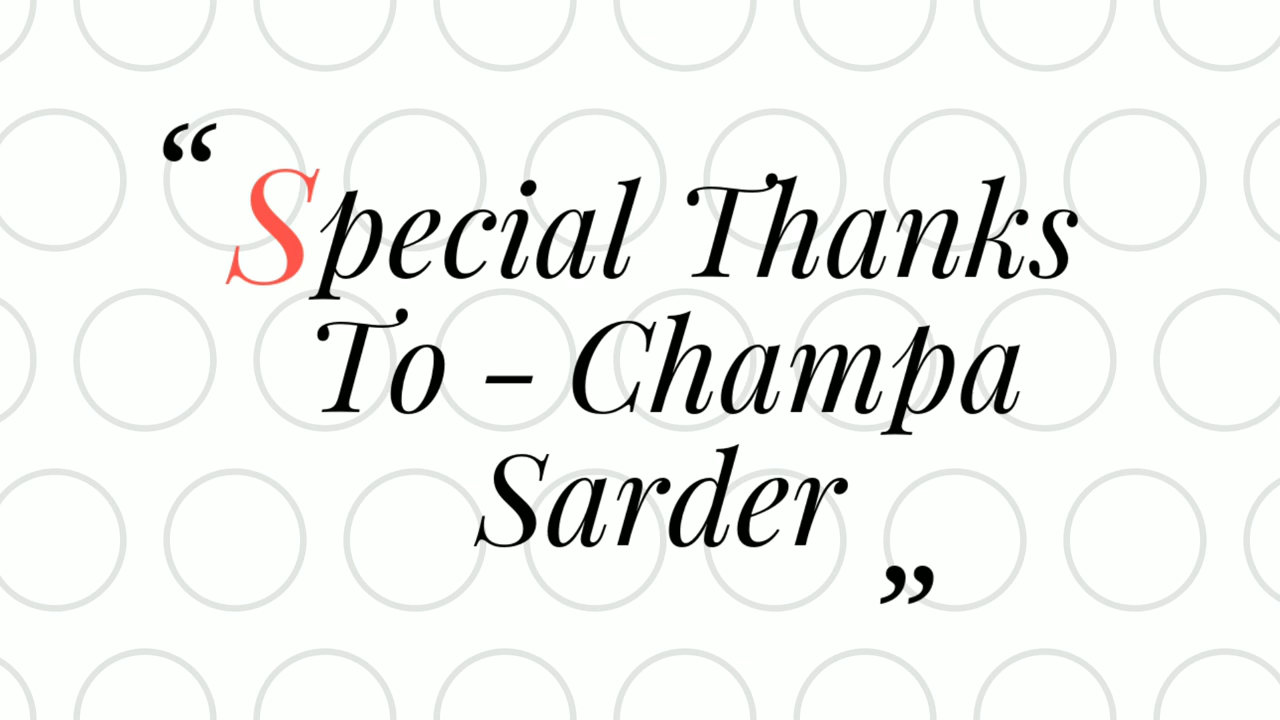 “Special Thanks
To – Champa
Sarder”